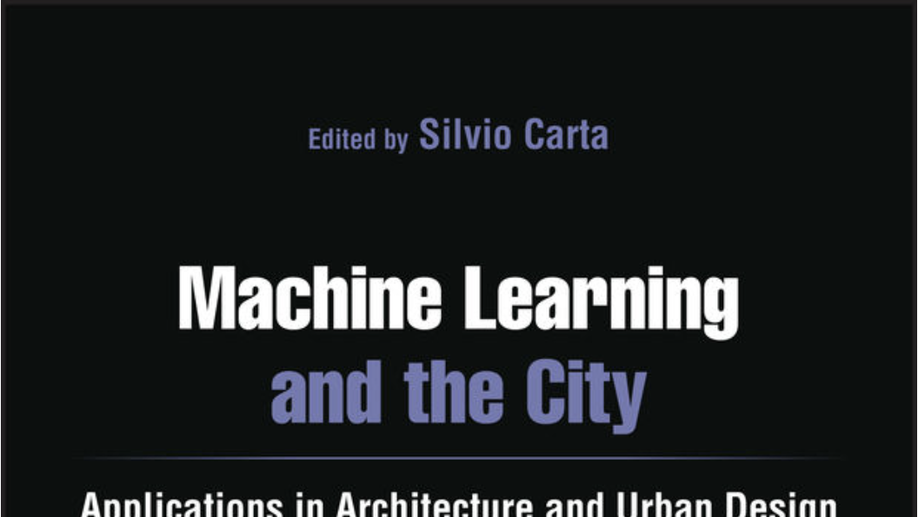 Edited by Silvio Carta
Machine Learning
and the City
Applications in Architecture and Urban Design